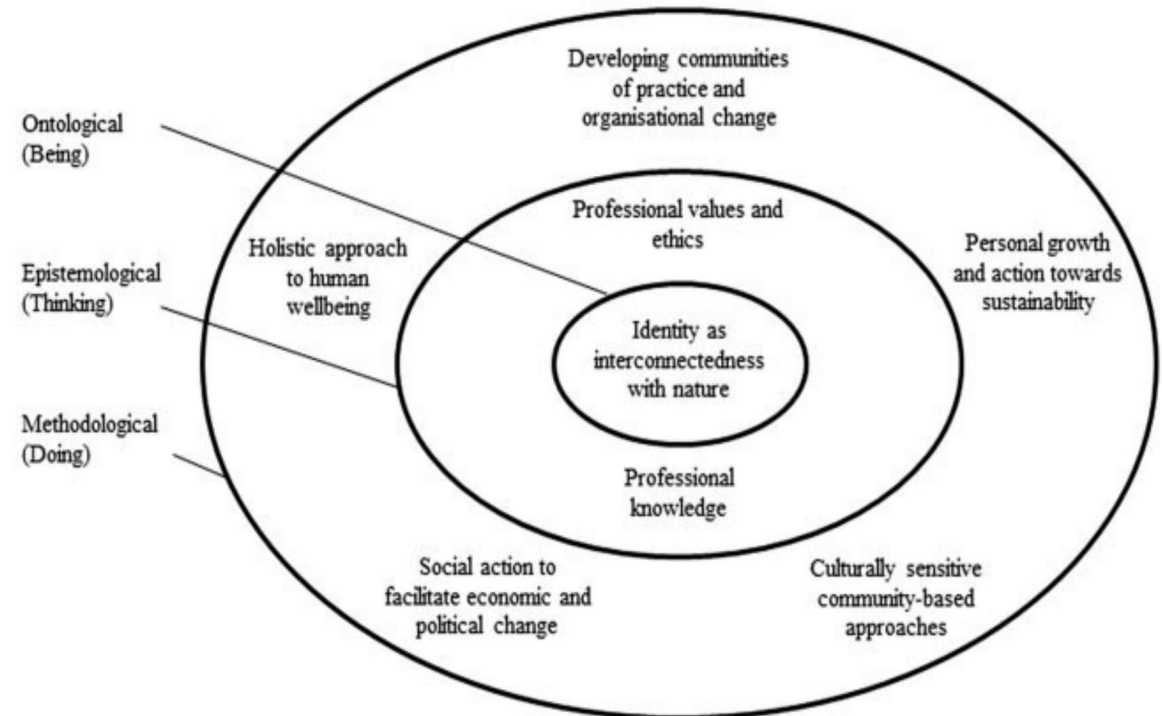 Ontological
(Being)
Epistemological
(Thinking)
Methodological
(Doing)
Developing communities
of practice and
organisational change
Holistic approach
to human
wellbeing
Professional values and
ethics
Personal growth
and action towards
sustainability
Identity as
interconnectedness
with nature
Professional
knowledge
Social action to
facilitate economic and
political change
Culturally sensitive
community-based
approaches